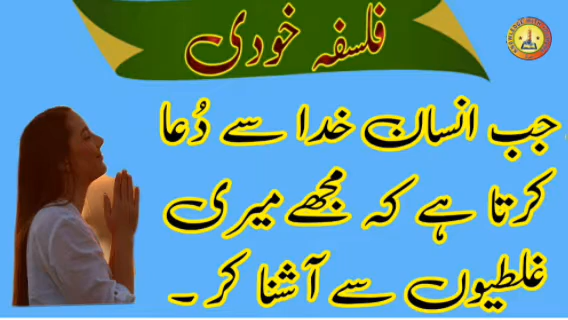 فلسفہ خودی
جب انسان خدا سے دُعا
کرتا ہے کہ مجھے میری
غلطیوں سے آشنا کر ۔